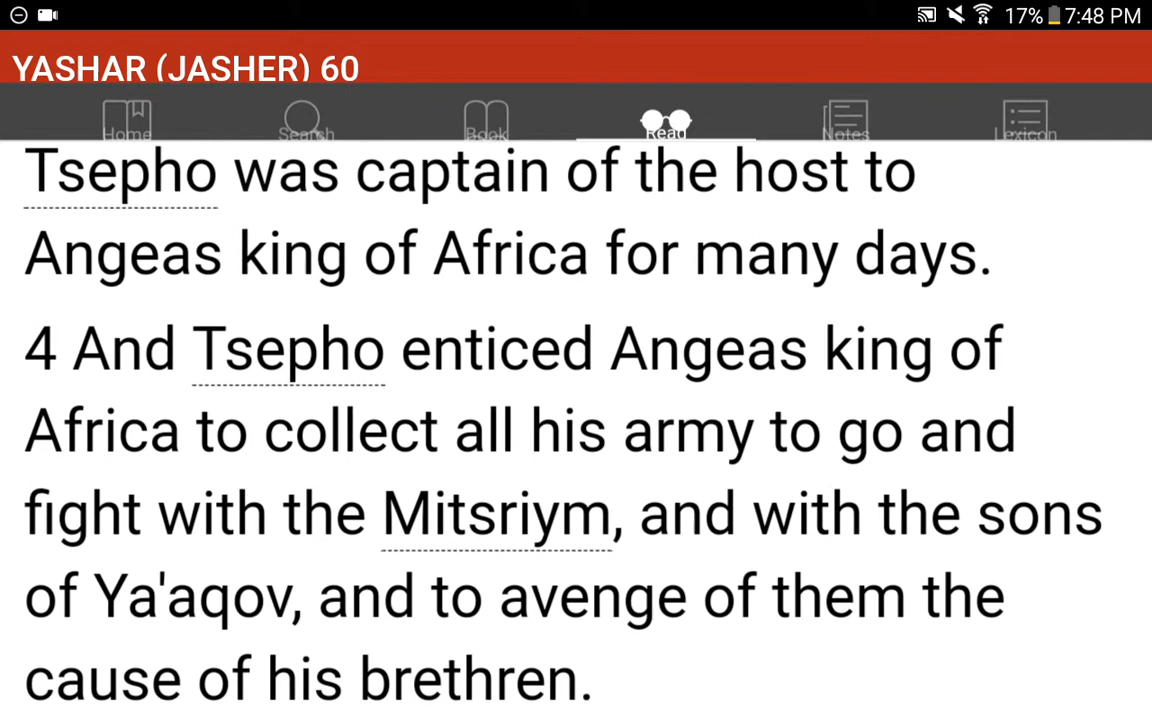 17% 7:48 PM
YASHAR (JASHER) 60
Home Search Book Read Notes Lexicon
Tsepho was captain of the host to
Angeas king of Africa for many days.
4 And Tsepho enticed Angeas king of
Africa to collect all his army to go and
fight with the Mitsriym, and with the sons
of Ya'aqov, and to avenge of them the
cause of his brethren.